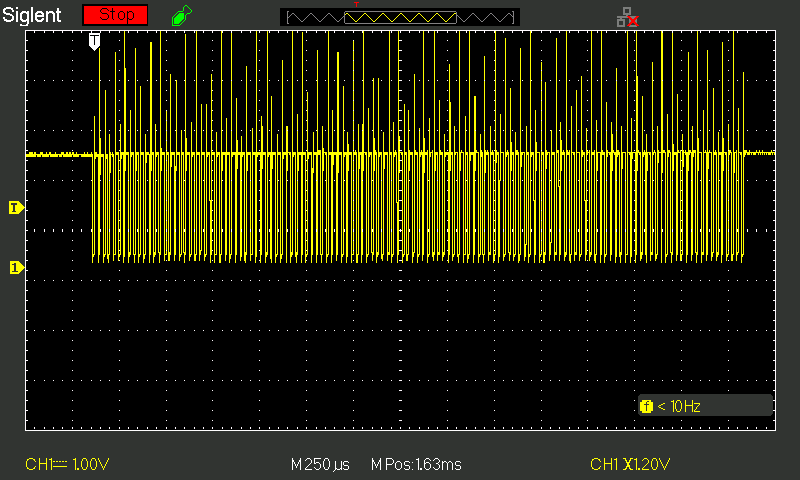 Siglent Stop
T
T
1
f < 10Hz
CH1 1.00V M 250µs M Pos:1.63ms CH1 1.20V